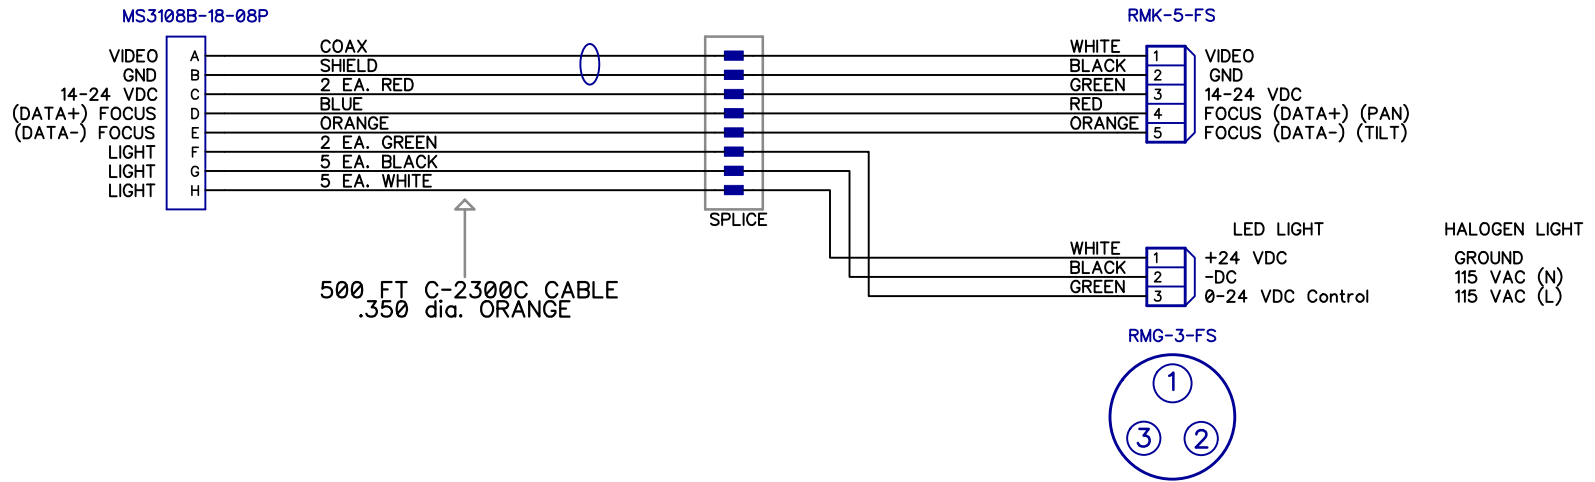 MS3108B-18-08P
RMK-5-FS
VIDEO A COAX WHITE 1 VIDEO
GND B SHIELD BLACK 2 GND
14-24 VDC C 2 EA. RED GREEN 3 14-24 VDC
(DATA+) FOCUS D BLUE RED 4 FOCUS (DATA+) (PAN)
(DATA-) FOCUS E ORANGE ORANGE 5 FOCUS (DATA-) (TILT)
LIGHT F 2 EA. GREEN
LIGHT G 5 EA. BLACK
LIGHT H 5 EA. WHITE
SPLICE
500 FT C-2300C CABLE
.350 dia. ORANGE
LED LIGHT HALOGEN LIGHT
WHITE 1 +24 VDC GROUND
BLACK 2 -DC 115 VAC (N)
GREEN 3 0-24 VDC Control 115 VAC (L)
RMG-3-FS
1
3 2